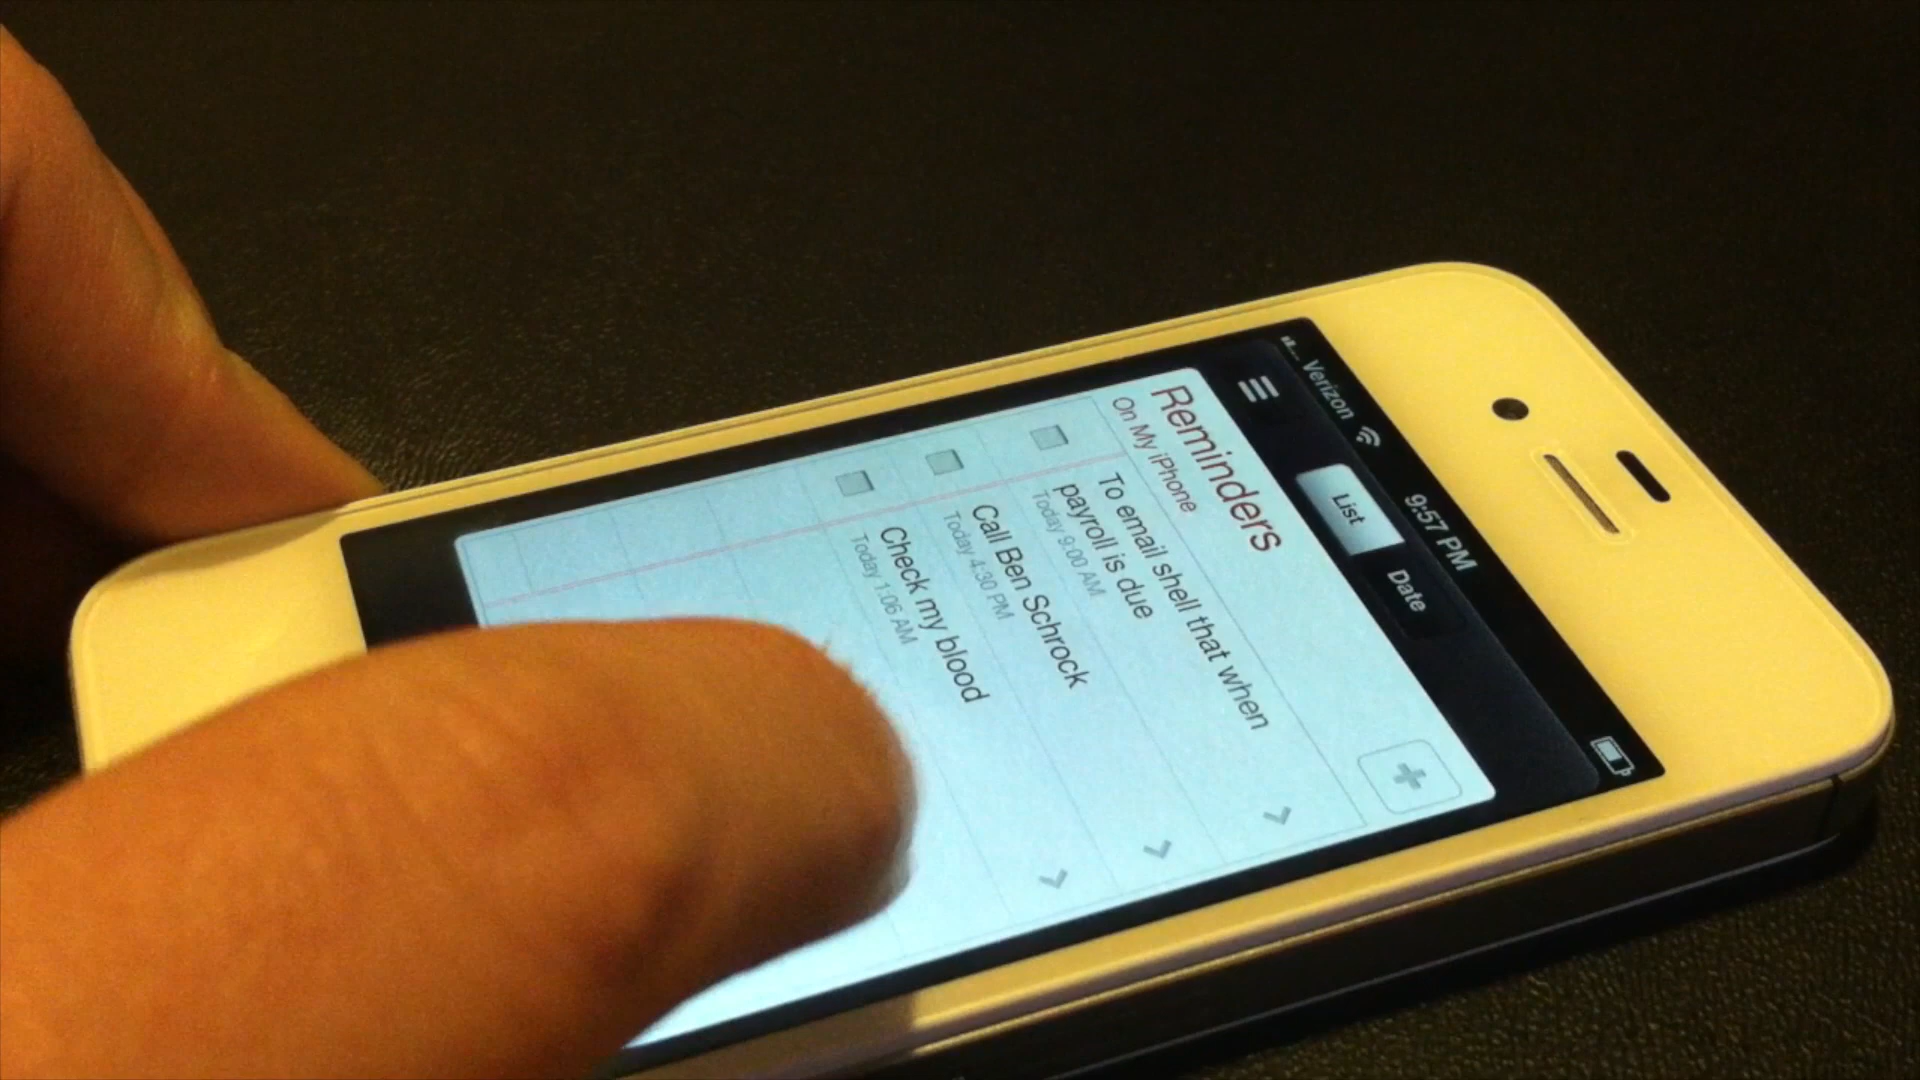 Verizon 9:57 PM
List Date
Reminders
On My iPhone
To email shell that when
payroll is due
Today 9:00 AM
Call Ben Schrock
Today 4:30 PM
Check my blood
Today 1:06 AM